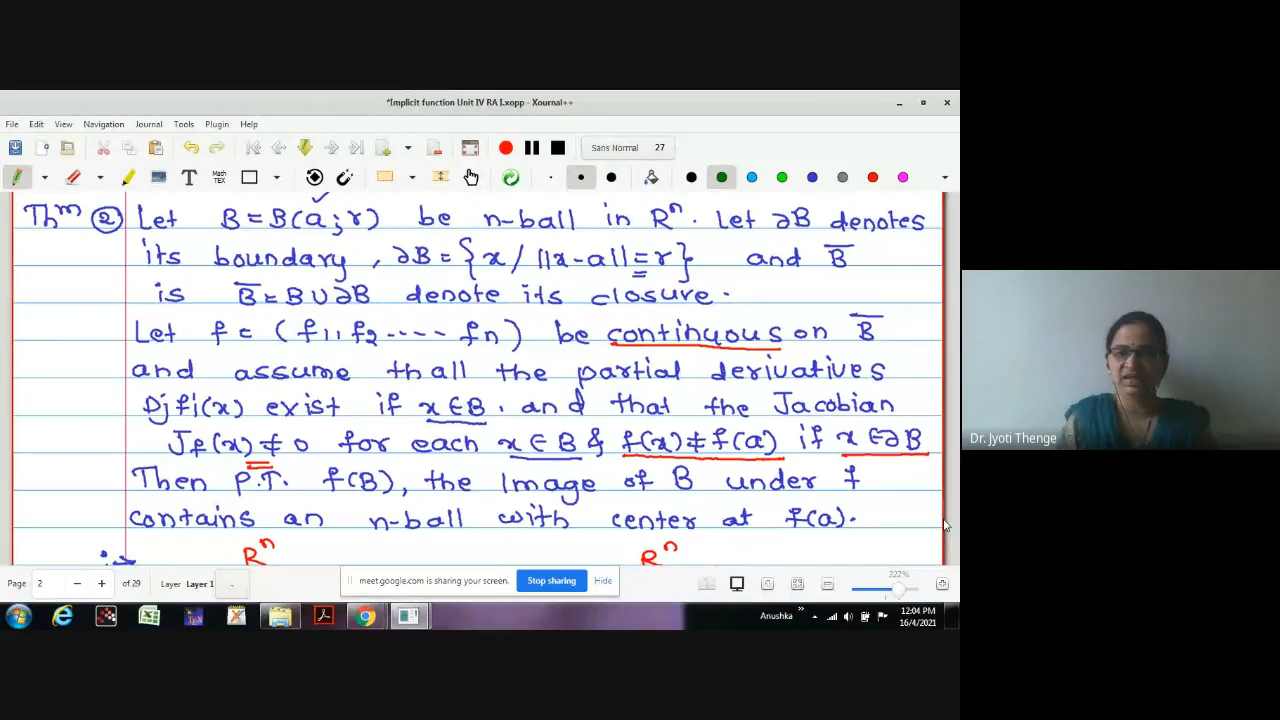 *Implicit function Unit IV RA I.xopp - Xournal++
File Edit View Navigation Journal Tools Plugin Help
Sans Normal 27
Math TEX
Thm ② Let B = B(a;r) be n-ball in Rⁿ. Let ∂B denotes
its boundary, ∂B = {x / ||x-a|| = r} and B̅
is B̅ = B∪∂B denote its closure.
Let f = (f1, f2 ---- fn) be continuous on B̅
and assume thall the partial derivatives
Djfi(x) exist if x∈B. and that the Jacobian
Jf(x) ≠ 0 for each x∈B & f(x)≠f(a) if x∈∂B
Then P.T. f(B), the Image of B under f
contains an n-ball with center at f(a).
Rⁿ Rⁿ
Dr. Jyoti Thenge
Page 2 of 29 Layer Layer 1
meet.google.com is sharing your screen. Stop sharing Hide
222%
Anushka
12:04 PM
16/4/2021